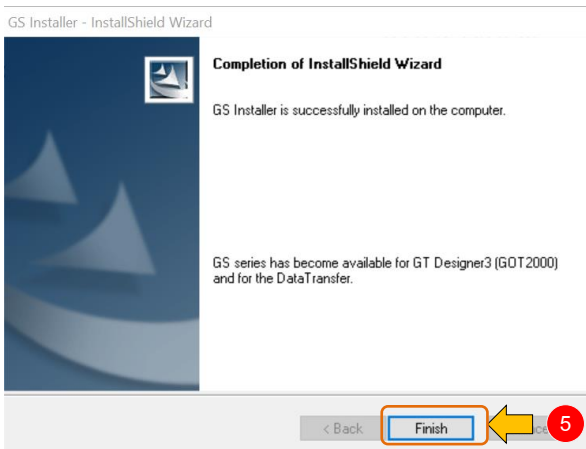 GS Installer - InstallShield Wizard
Completion of InstallShield Wizard
GS Installer is successfully installed on the computer.
GS series has become available for GT Designer3 (GOT2000)
and for the DataTransfer.
< Back
Finish
5